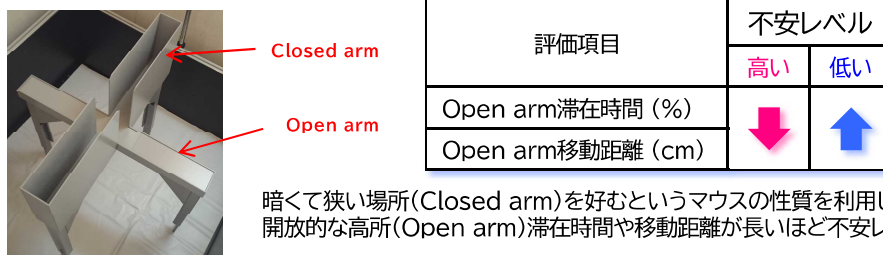 Closed arm
Open arm
評価項目
不安レベル
高い
低い
Open arm滞在時間（%）
Open arm移動距離（cm）
暗くて狭い場所（Closed arm）を好むというマウスの性質を利用し
開放的な高所（Open arm）滞在時間や移動距離が長いほど不安レ